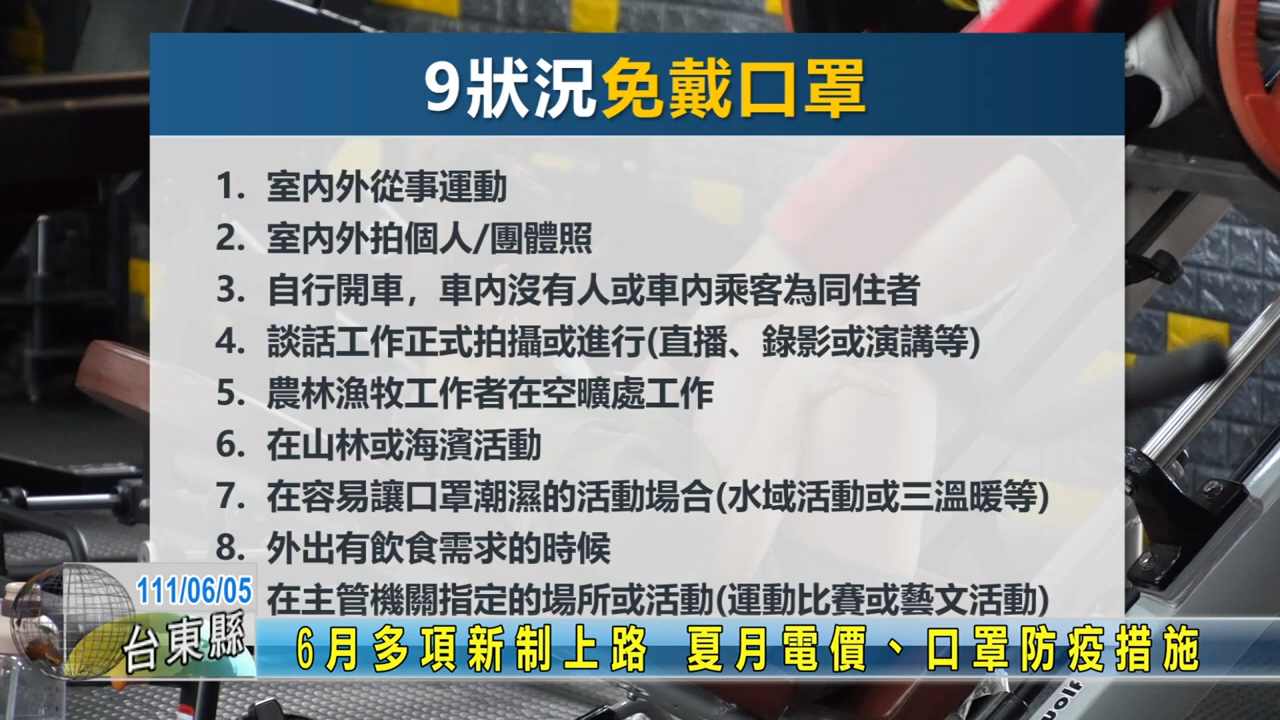 9狀況免戴口罩
1. 室內外從事運動
2. 室內外拍個人/團體照
3. 自行開車，車內沒有人或車內乘客為同住者
4. 談話工作正式拍攝或進行(直播、錄影或演講等)
5. 農林漁牧工作者在空曠處工作
6. 在山林或海濱活動
7. 在容易讓口罩潮濕的活動場合(水域活動或三溫暖等)
8. 外出有飲食需求的時候
在主管機關指定的場所或活動(運動比賽或藝文活動)
111/06/05
台東縣
6月多項新制上路 夏月電價、口罩防疫措施